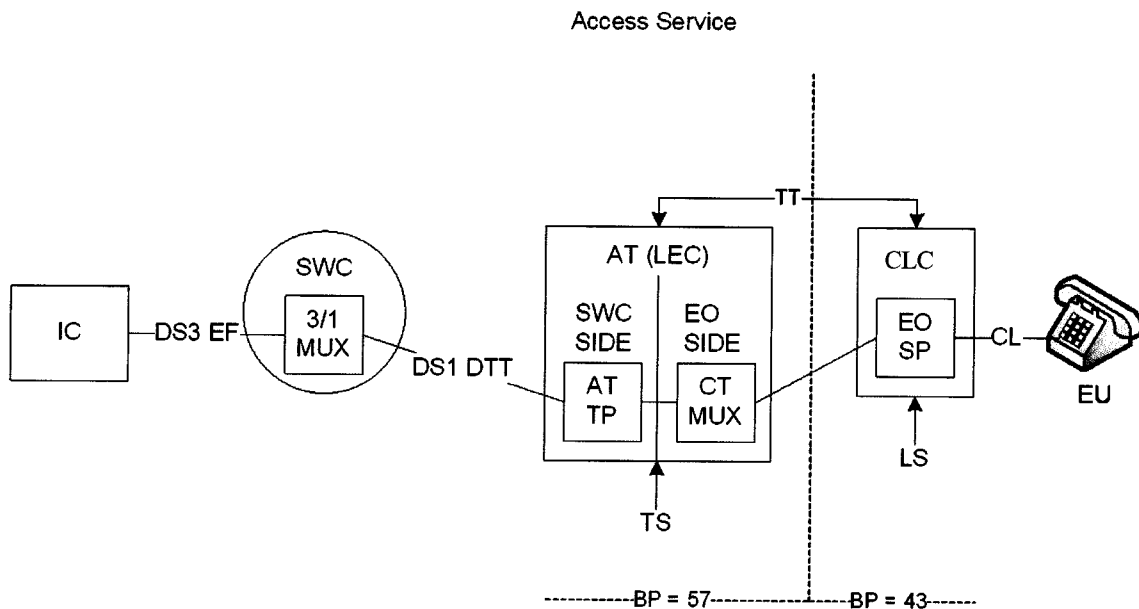 Access Service
TT
AT (LEC)
CLC
SWC
SWC
SIDE
EO
SIDE
IC
DS3 EF
3/1
MUX
EO
SP
CL
DS1 DTT
AT
TP
CT
MUX
EU
LS
TS
BP = 57
BP = 43